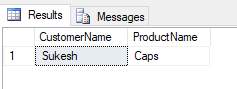 Results Messages
CustomerName ProductName
1 Sukesh Caps